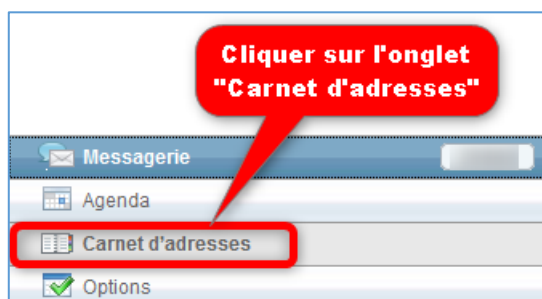 Cliquer sur l'onglet
"Carnet d'adresses"
Messagerie
Agenda
Carnet d'adresses
Options